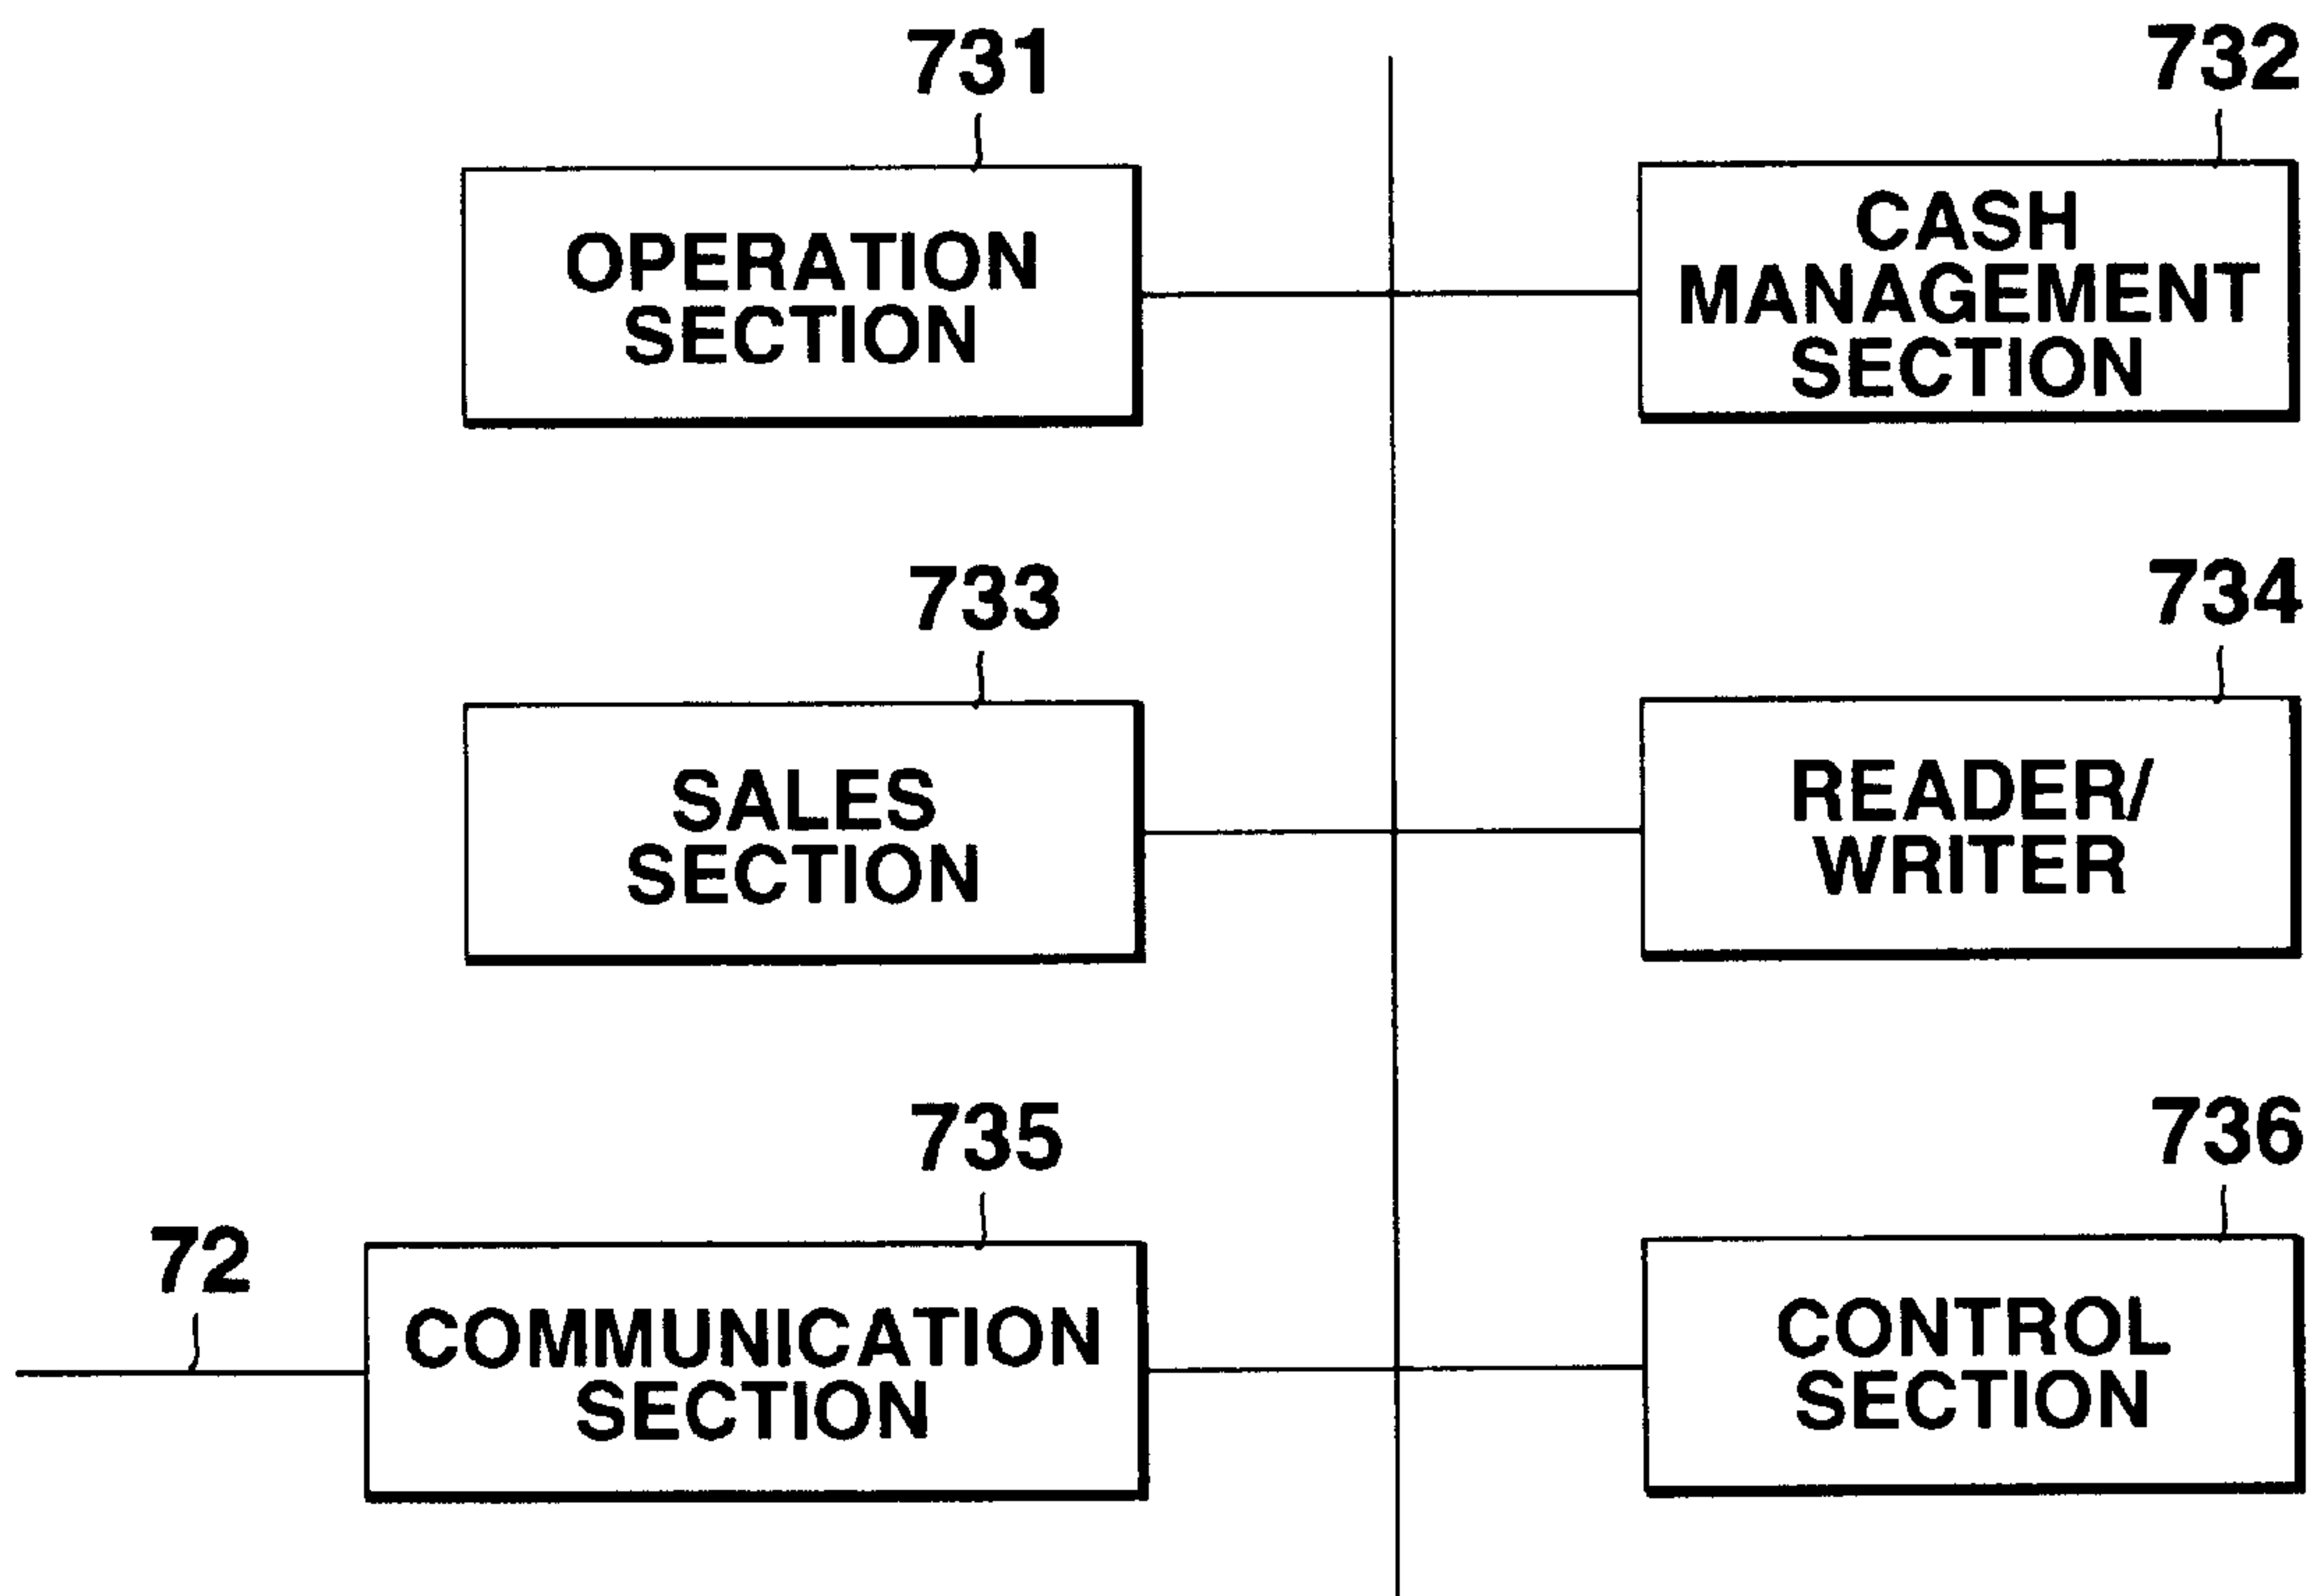 731
OPERATION
SECTION
732
CASH
MANAGEMENT
SECTION
733
SALES
SECTION
734
READER/
WRITER
72
735
COMMUNICATION
SECTION
736
CONTROL
SECTION